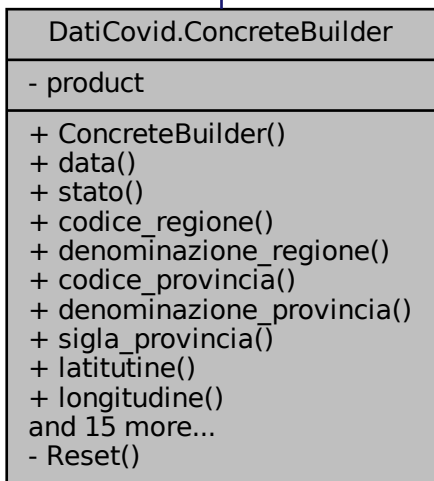 DatiCovid.ConcreteBuilder
- product
+ ConcreteBuilder()
+ data()
+ stato()
+ codice_regione()
+ denominazione_regione()
+ codice_provincia()
+ denominazione_provincia()
+ sigla_provincia()
+ latitutine()
+ longitudine()
and 15 more...
- Reset()